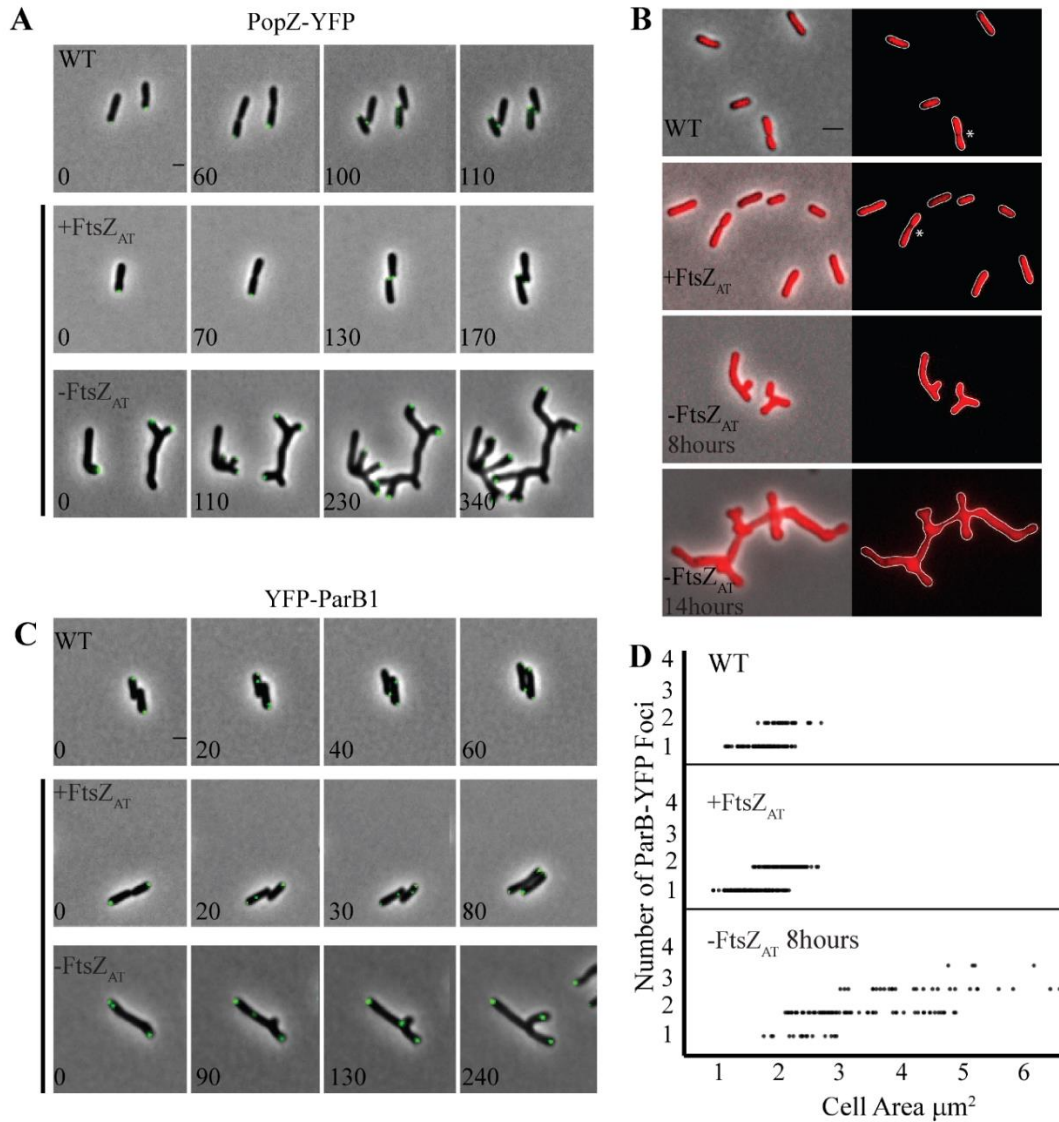 A
PopZ-YFP
WT
0
60
100
110
+FtsZAT
0
70
130
170
-FtsZAT
0
110
230
340
B
WT
*
+FtsZAT
*
-FtsZAT
8hours
-FtsZAT
14hours
C
YFP-ParB1
WT
0
20
40
60
+FtsZAT
0
20
30
80
-FtsZAT
0
90
130
240
D
Number of ParB-YFP Foci
WT
4
3
2
1
+FtsZAT
4
3
2
1
-FtsZAT 8hours
4
3
2
1
1 2 3 4 5 6
Cell Area μm²